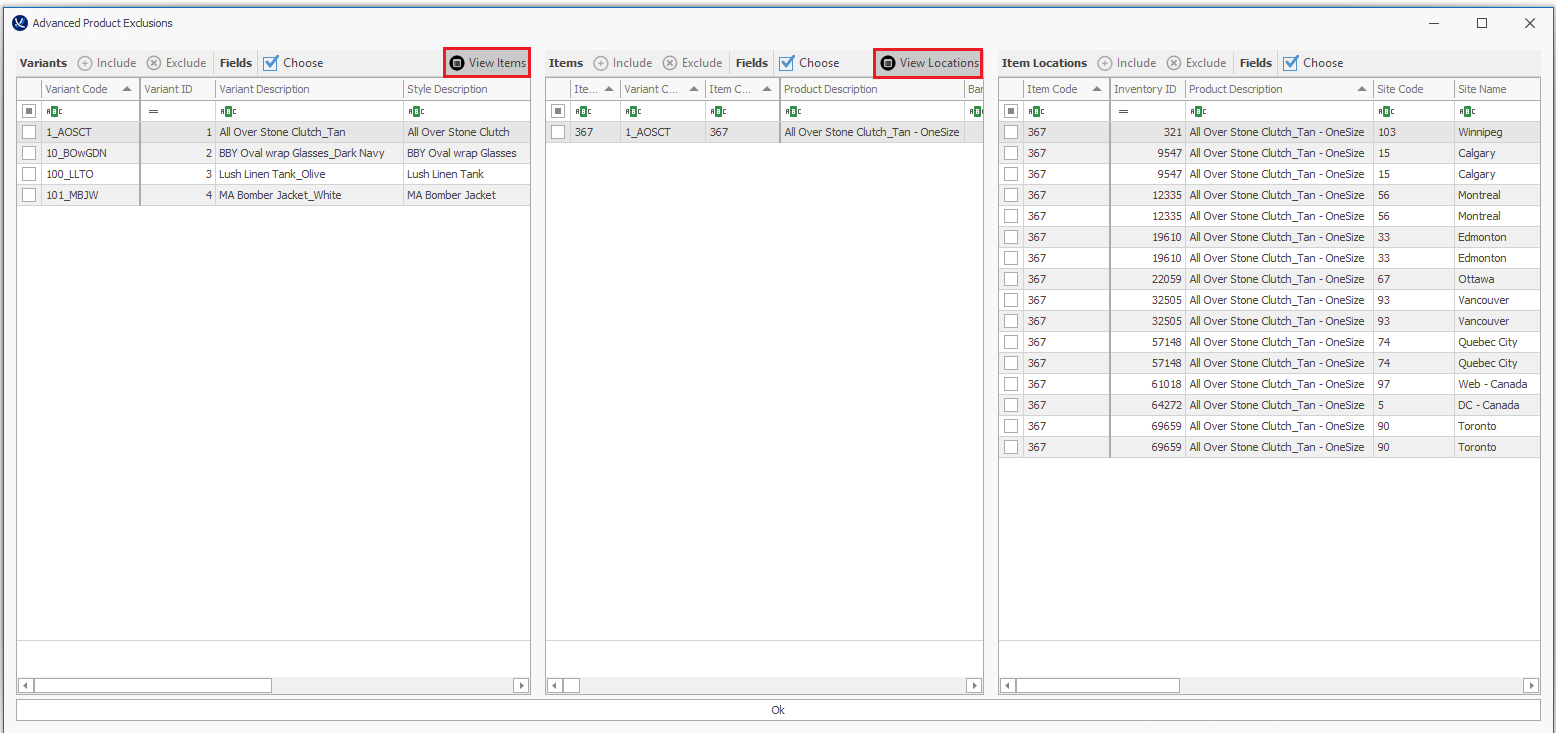 Advanced Product Exclusions
Variants Include Exclude Fields Choose View Items
Variant Code Variant ID Variant Description Style Description
ABC = ABC ABC
1_AOSCT 1 All Over Stone Clutch_Tan All Over Stone Clutch
10_BOwGDN 2 BBY Oval wrap Glasses_Dark Navy BBY Oval wrap Glasses
100_LLTO 3 Lush Linen Tank_Olive Lush Linen Tank
101_MBJW 4 MA Bomber Jacket_White MA Bomber Jacket
Items Include Exclude Fields Choose View Locations
Ite... Variant C... Item C... Product Description Bar
ABC ABC ABC ABC ABC
367 1_AOSCT 367 All Over Stone Clutch_Tan - OneSize
Item Locations Include Exclude Fields Choose
Item Code Inventory ID Product Description Site Code Site Name
ABC = ABC ABC ABC
367 321 All Over Stone Clutch_Tan - OneSize 103 Winnipeg
367 9547 All Over Stone Clutch_Tan - OneSize 15 Calgary
367 9547 All Over Stone Clutch_Tan - OneSize 15 Calgary
367 12335 All Over Stone Clutch_Tan - OneSize 56 Montreal
367 12335 All Over Stone Clutch_Tan - OneSize 56 Montreal
367 19610 All Over Stone Clutch_Tan - OneSize 33 Edmonton
367 19610 All Over Stone Clutch_Tan - OneSize 33 Edmonton
367 22059 All Over Stone Clutch_Tan - OneSize 67 Ottawa
367 32505 All Over Stone Clutch_Tan - OneSize 93 Vancouver
367 32505 All Over Stone Clutch_Tan - OneSize 93 Vancouver
367 57148 All Over Stone Clutch_Tan - OneSize 74 Quebec City
367 57148 All Over Stone Clutch_Tan - OneSize 74 Quebec City
367 61018 All Over Stone Clutch_Tan - OneSize 97 Web - Canada
367 64272 All Over Stone Clutch_Tan - OneSize 5 DC - Canada
367 69659 All Over Stone Clutch_Tan - OneSize 90 Toronto
367 69659 All Over Stone Clutch_Tan - OneSize 90 Toronto
Ok